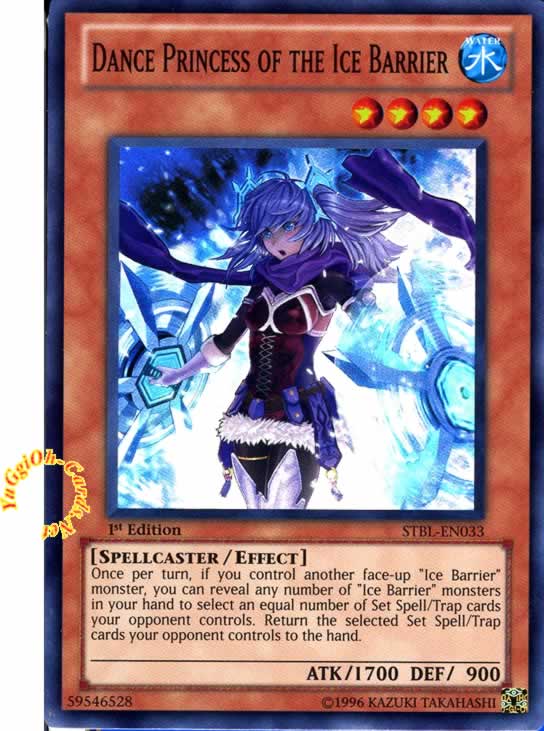 DANCE PRINCESS OF THE ICE BARRIER
WATER
水
1st Edition
STBL-EN033
[SPELLCASTER / EFFECT]
Once per turn, if you control another face-up "Ice Barrier"
monster, you can reveal any number of "Ice Barrier" monsters
in your hand to select an equal number of Set Spell/Trap cards
your opponent controls. Return the selected Set Spell/Trap
cards your opponent controls to the hand.
ATK/1700 DEF/ 900
59546528
©1996 KAZUKI TAKAHASHI
YuGgiOh-Cards.Net